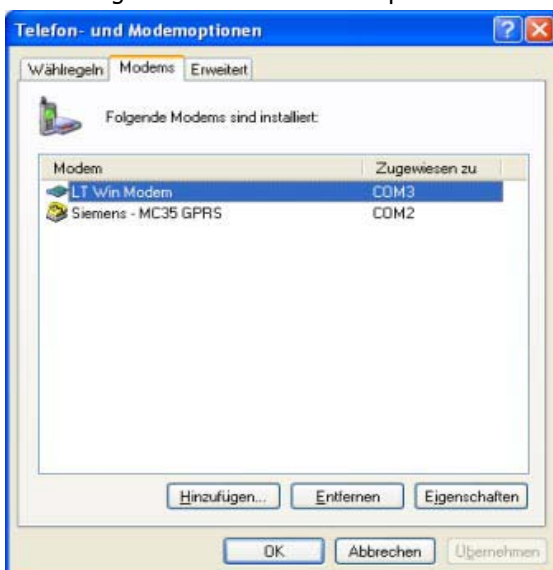 Telefon- und Modemoptionen
Wählregeln Modems Erweitert
Folgende Modems sind installiert:
Modem Zugewiesen zu
LT Win Modem COM3
Siemens - MC35 GPRS COM2
Hinzufügen... Entfernen Eigenschaften
OK Abbrechen Übernehmen